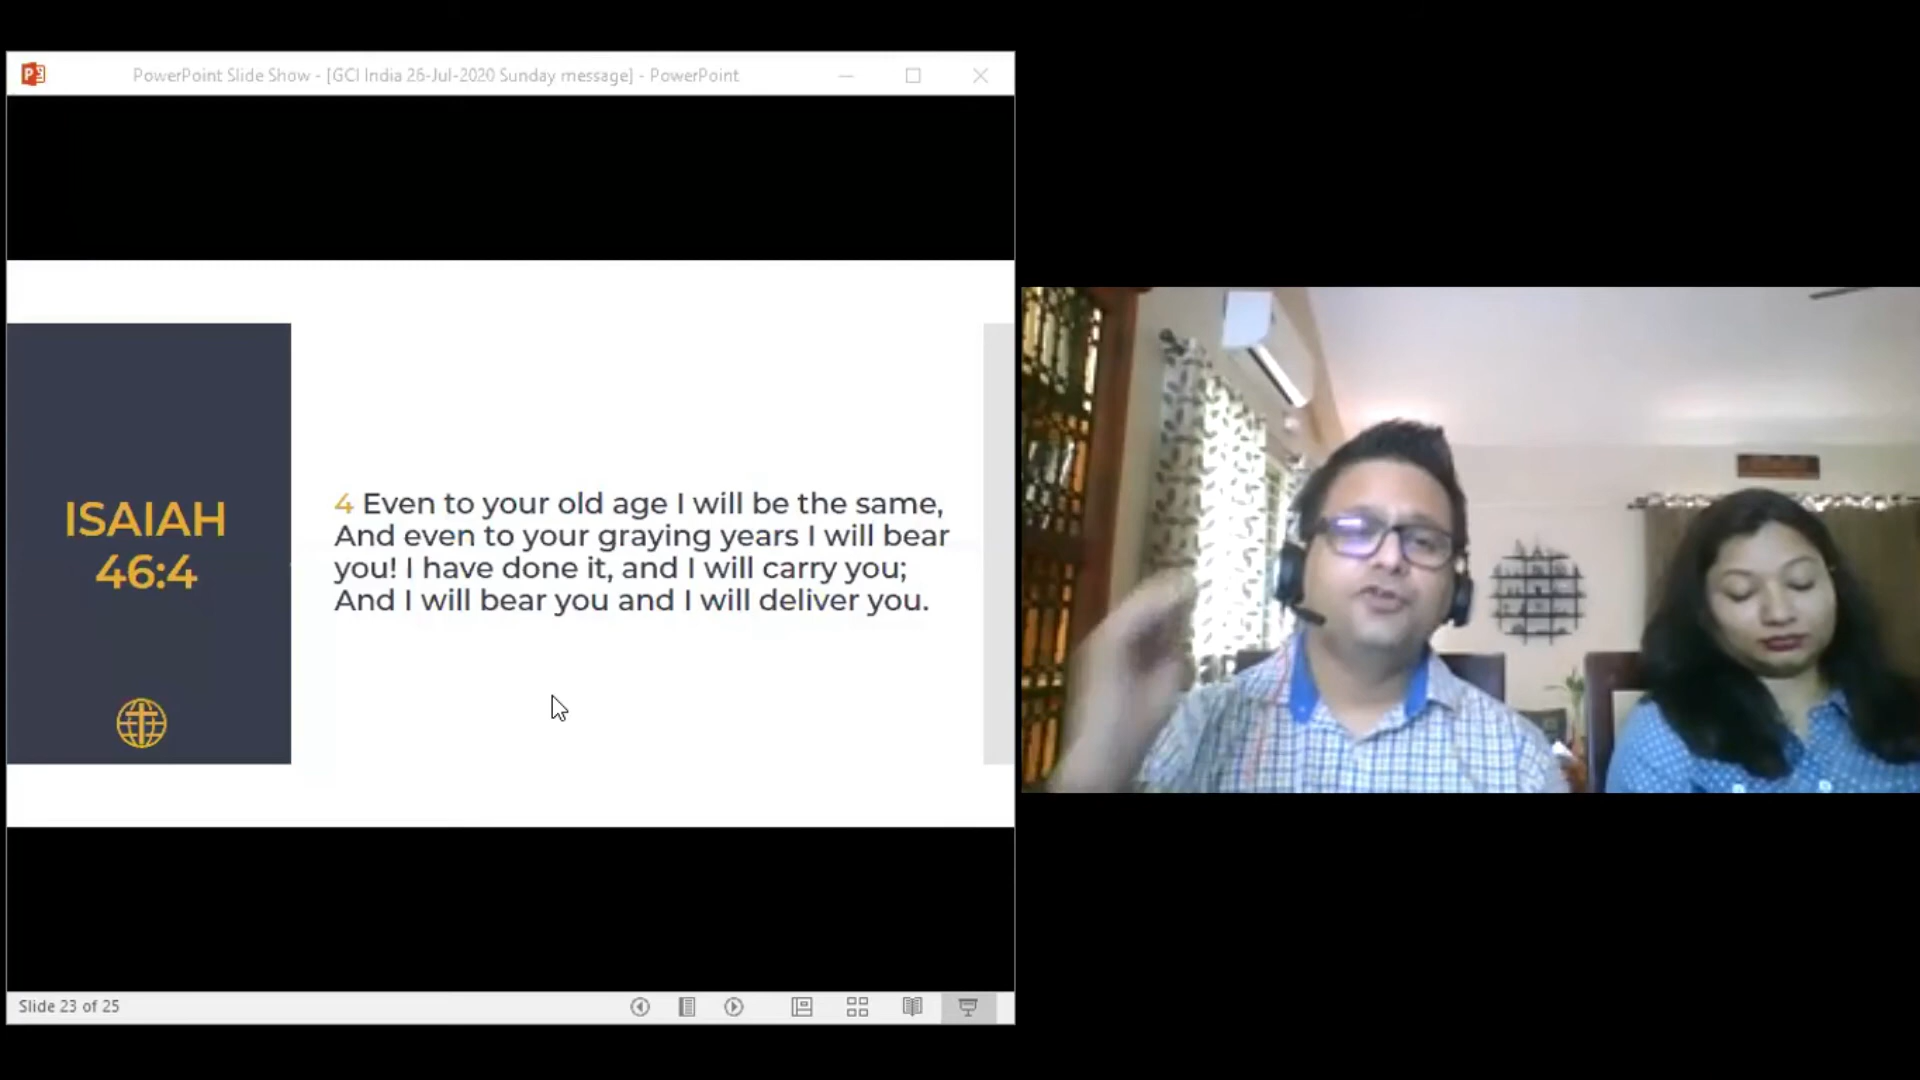 PowerPoint Slide Show - [GCI India 26-Jul-2020 Sunday message] - PowerPoint
ISAIAH
46:4
4 Even to your old age I will be the same,
And even to your graying years I will bear
you! I have done it, and I will carry you;
And I will bear you and I will deliver you.
Slide 23 of 25